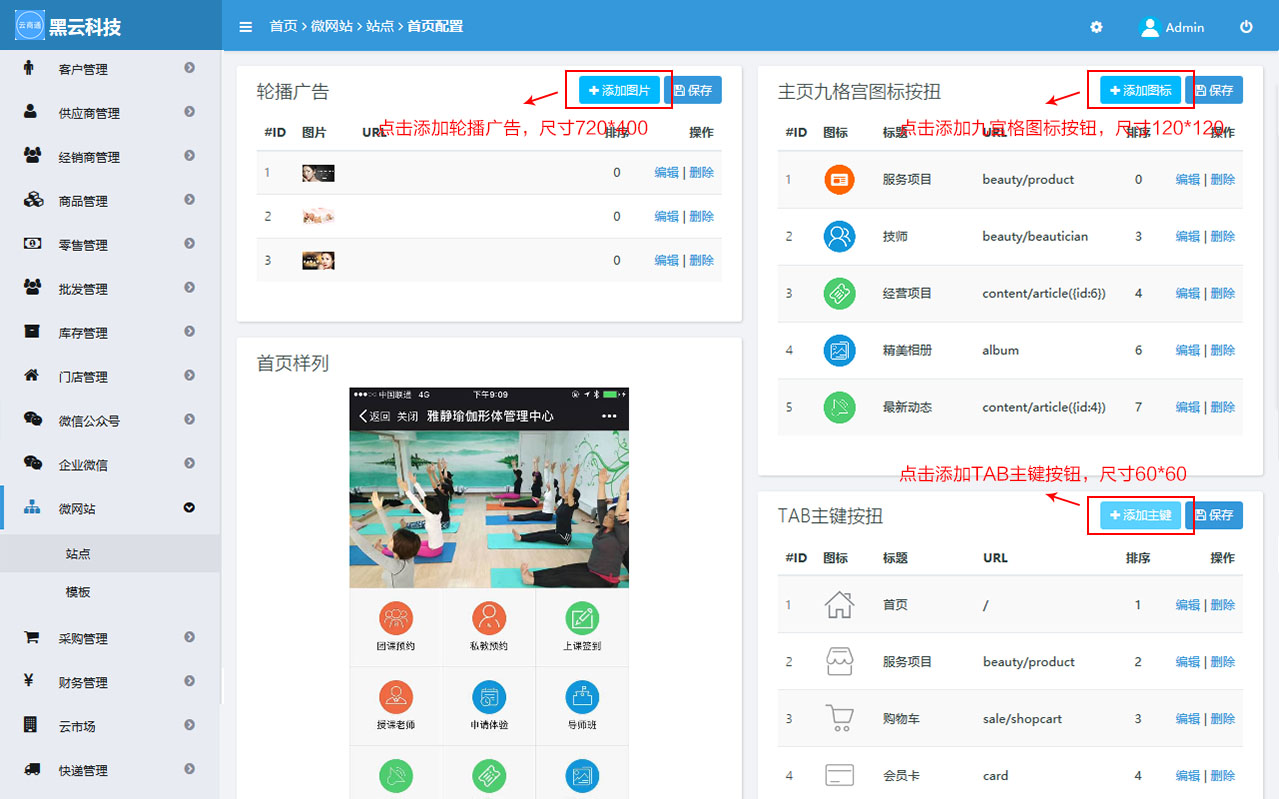 云商通
黑云科技
首页 > 微网站 > 站点 > 首页配置
Admin
客户管理
供应商管理
经销商管理
商品管理
零售管理
批发管理
库存管理
门店管理
微信公众号
企业微信
微网站
站点
模板
采购管理
财务管理
云市场
快递管理
轮播广告
添加图片
保存
点击添加轮播广告，尺寸720*400
#ID 图片 URL 排序 操作
1 0 编辑 | 删除
2 0 编辑 | 删除
3 0 编辑 | 删除
首页样列
中国联通 4G 下午9:09
返回 关闭 雅静瑜伽形体管理中心
团课预约 私教预约 上课签到
授课老师 申请体验 导师班
主页九格宫图标按扭
添加图标
保存
点击添加九宫格图标按钮，尺寸120*120
#ID 图标 标题 URL 排序 操作
1 服务项目 beauty/product 0 编辑 | 删除
2 技师 beauty/beautician 3 编辑 | 删除
3 经营项目 content/article({id:6}) 4 编辑 | 删除
4 精美相册 album 6 编辑 | 删除
5 最新动态 content/article({id:4}) 7 编辑 | 删除
点击添加TAB主键按钮，尺寸60*60
TAB主键按扭
添加主键
保存
#ID 图标 标题 URL 排序 操作
1 首页 / 1 编辑 | 删除
2 服务项目 beauty/product 2 编辑 | 删除
3 购物车 sale/shopcart 3 编辑 | 删除
4 会员卡 card 4 编辑 | 删除